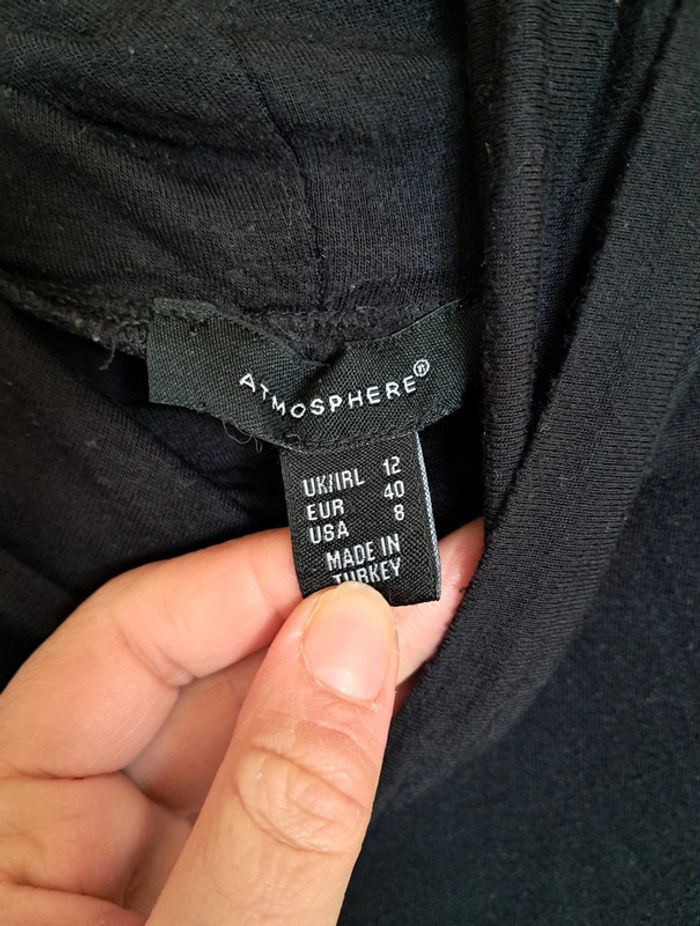 ATMOSPHERE®
UK/IRL 12
EUR 40
USA 8
MADE IN
TURKEY